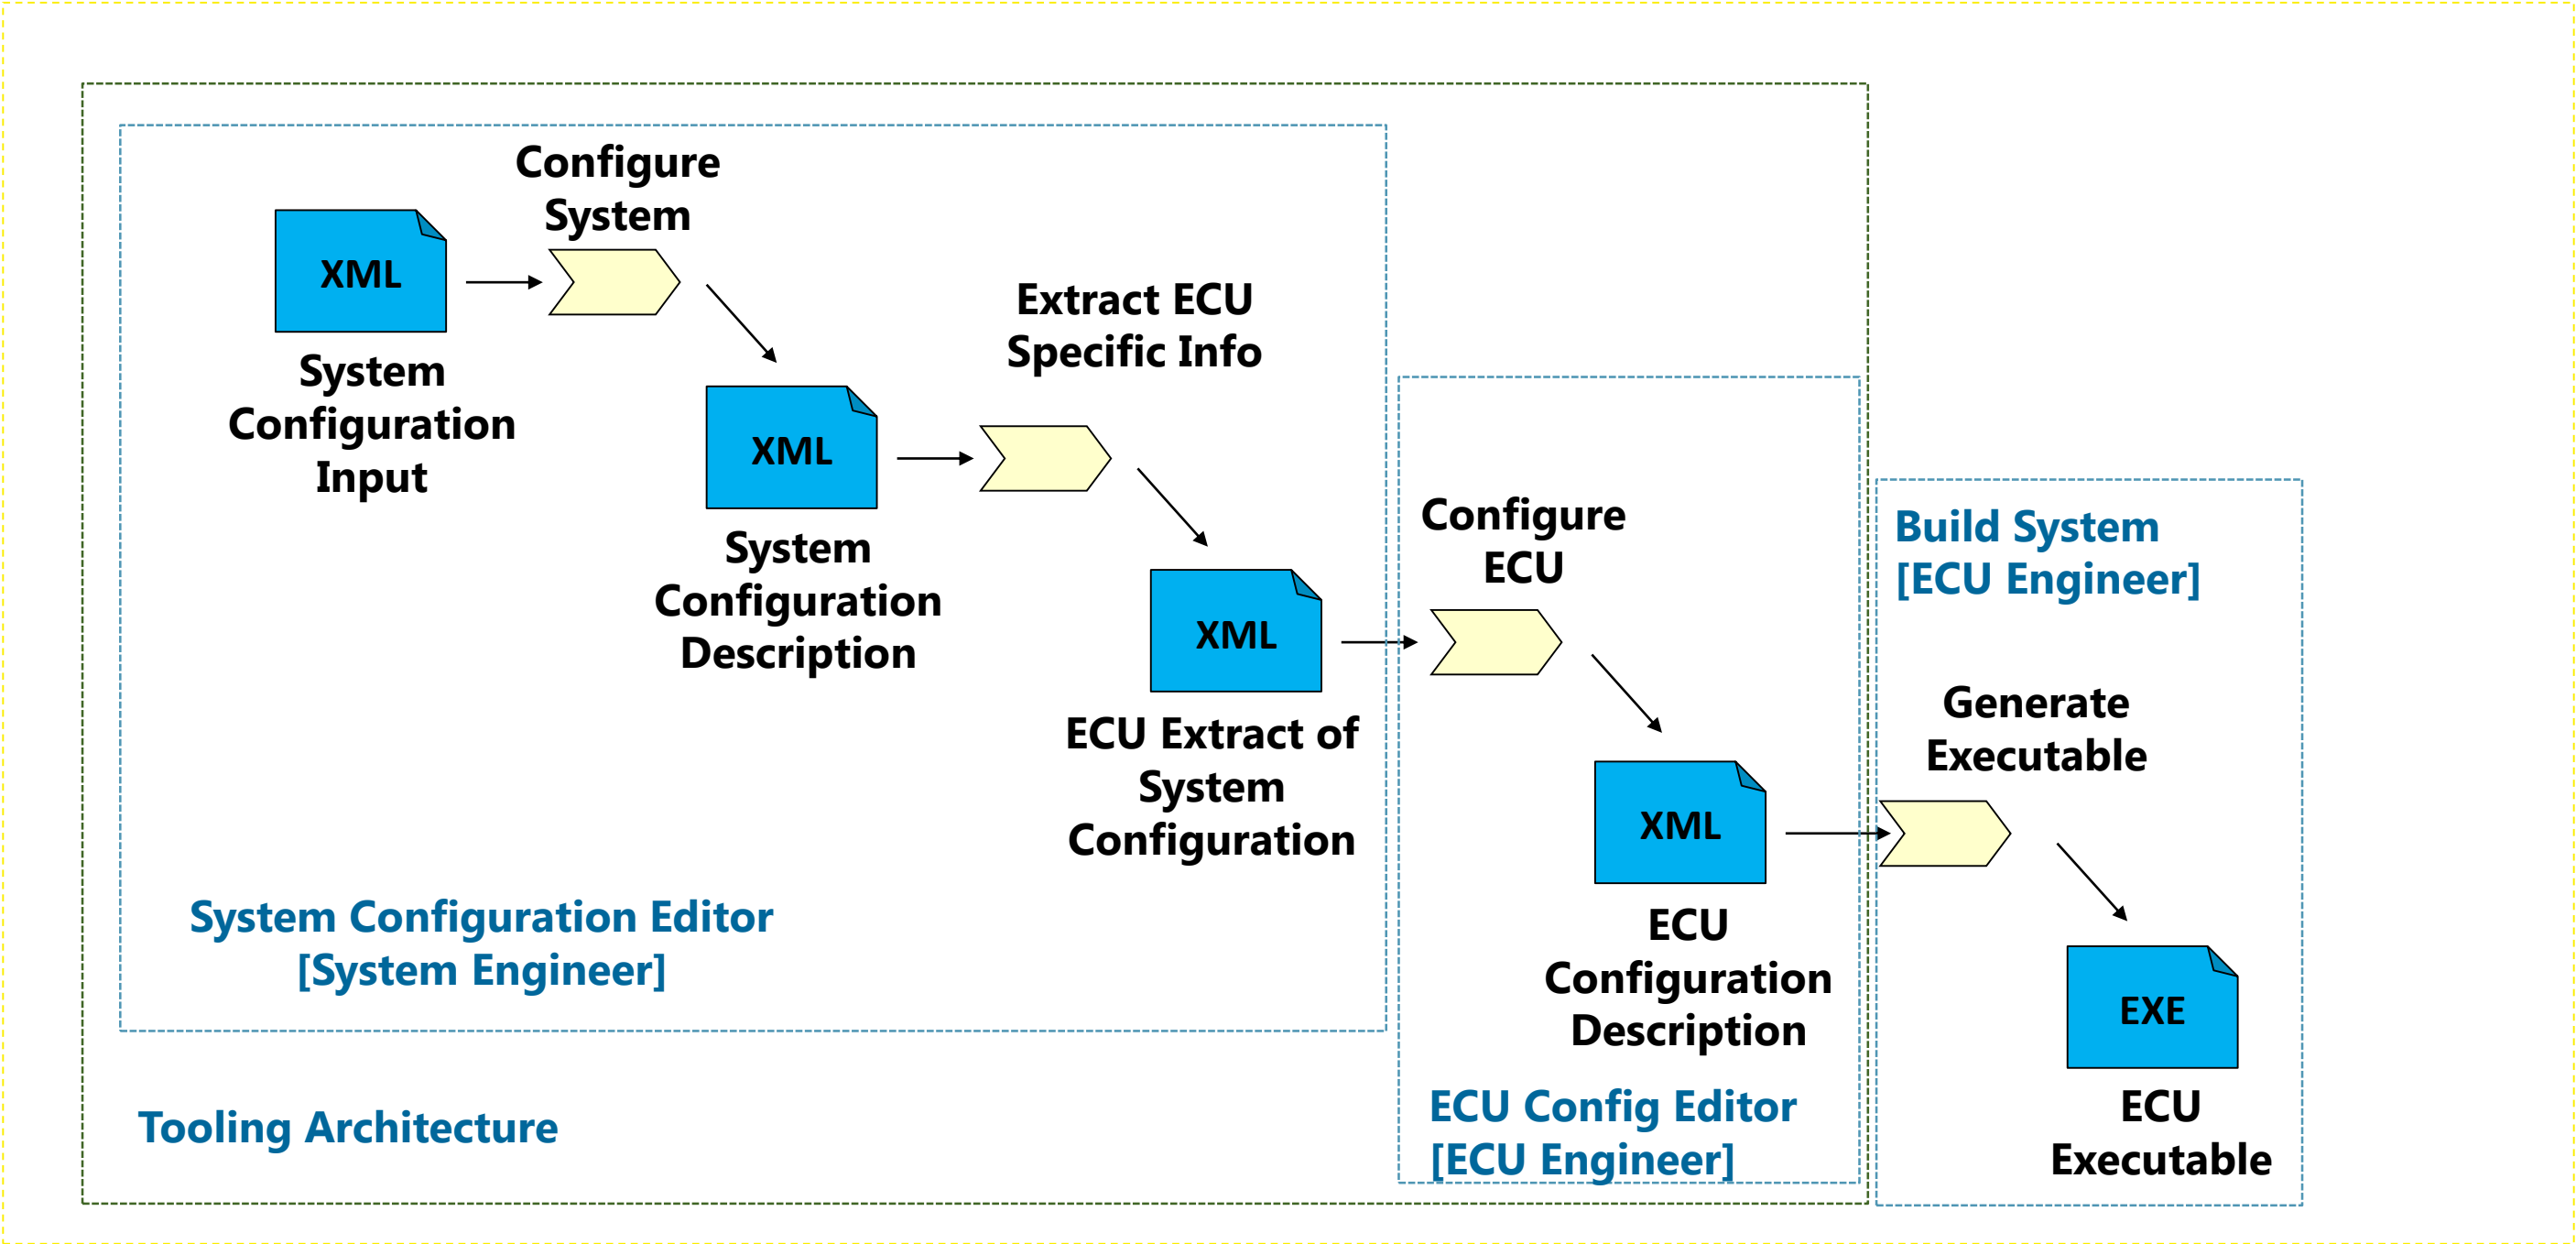 Configure
System
XML
System
Configuration
Input
Extract ECU
Specific Info
XML
System
Configuration
Description
XML
ECU Extract of
System
Configuration
System Configuration Editor
[System Engineer]
Tooling Architecture
Configure
ECU
XML
ECU
Configuration
Description
ECU Config Editor
[ECU Engineer]
Build System
[ECU Engineer]
Generate
Executable
EXE
ECU
Executable